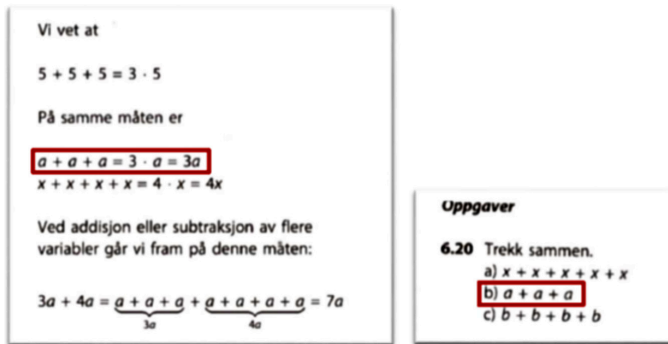 Vi vet at
5 + 5 + 5 = 3 · 5
På samme måten er
a + a + a = 3 · a = 3a
x + x + x + x = 4 · x = 4x
Ved addisjon eller subtraksjon av flere
variabler går vi fram på denne måten:
3a + 4a = a + a + a + a + a + a + a = 7a
3a 4a
Oppgaver
6.20 Trekk sammen.
a) x + x + x + x + x
b) a + a + a
c) b + b + b + b